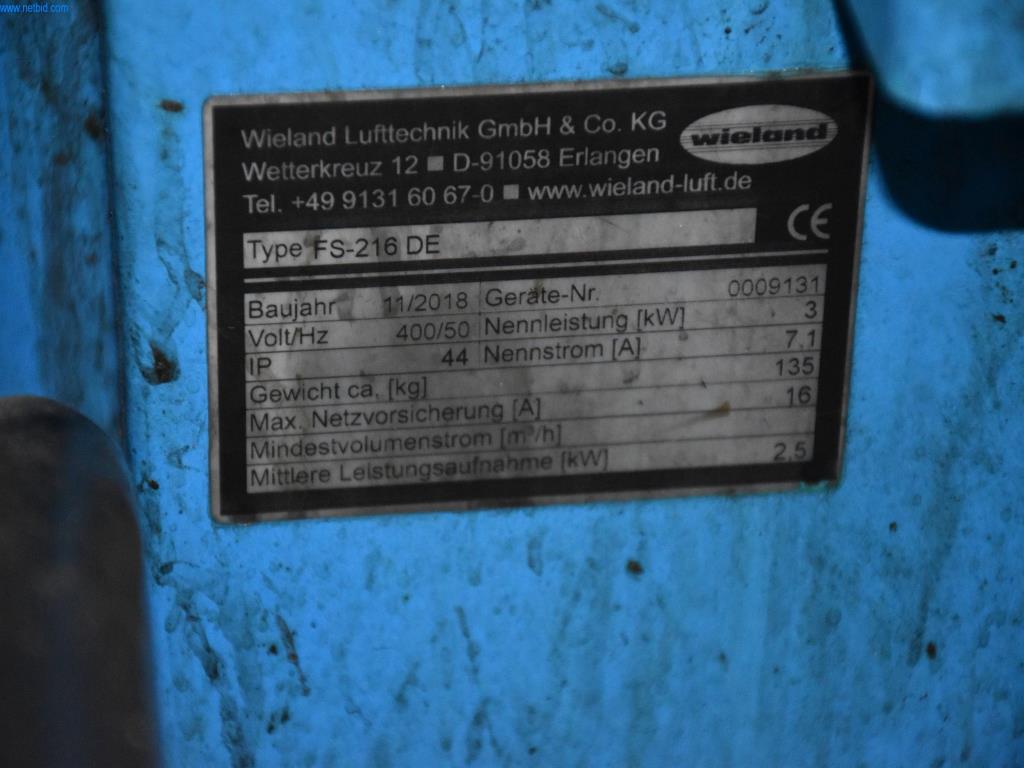 www.netbid.com
Wieland Lufttechnik GmbH & Co. KG
wieland
Wetterkreuz 12 ■ D-91058 Erlangen
Tel. +49 9131 60 67-0 ■ www.wieland-luft.de
CE
Type FS-216 DE
Baujahr 11/2018 Geräte-Nr. 0009131
Volt/Hz 400/50 Nennleistung [kW] 3
IP 44 Nennstrom [A] 7,1
Gewicht ca. [kg] 135
Max. Netzvorsicherung [A] 16
Mindestvolumenstrom [m³/h]
Mittlere Leistungsaufnahme [kW] 2,5